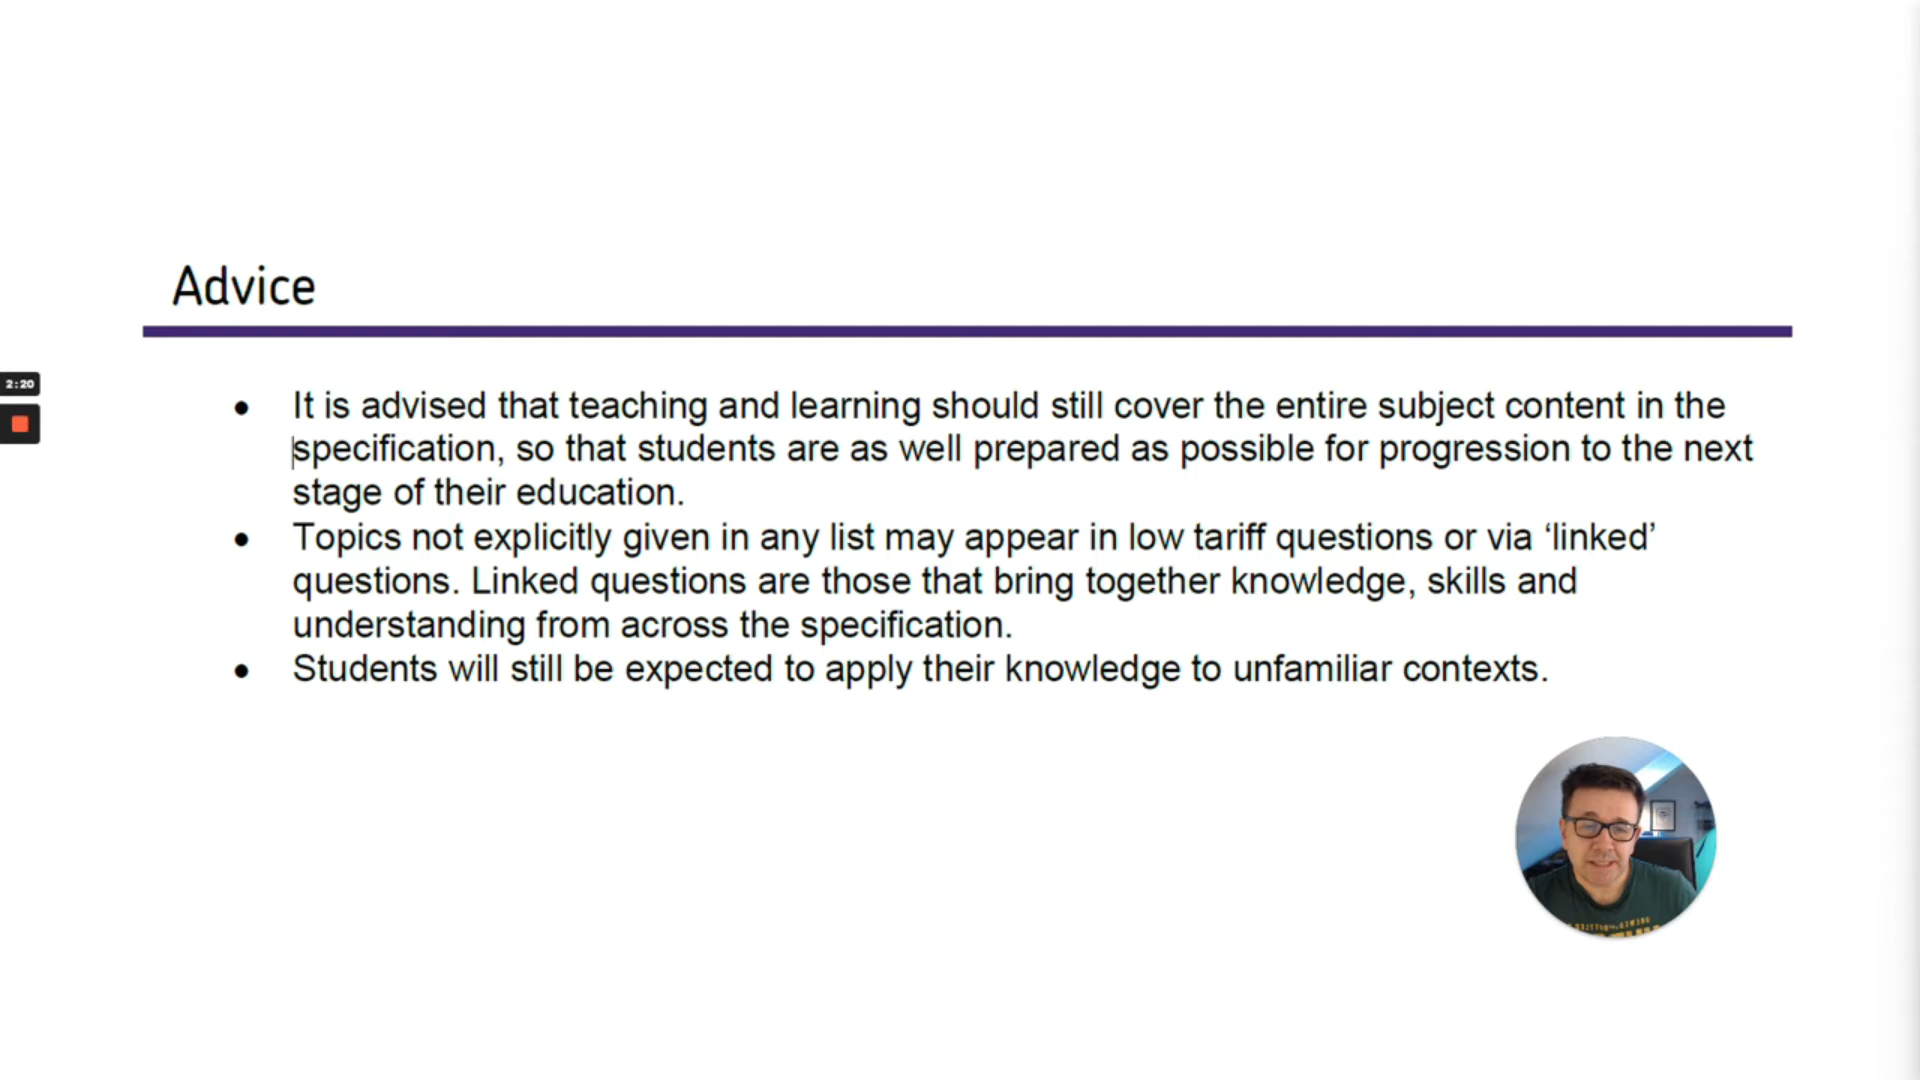 Advice
2:20
● It is advised that teaching and learning should still cover the entire subject content in the
specification, so that students are as well prepared as possible for progression to the next
stage of their education.
● Topics not explicitly given in any list may appear in low tariff questions or via ‘linked’
questions. Linked questions are those that bring together knowledge, skills and
understanding from across the specification.
● Students will still be expected to apply their knowledge to unfamiliar contexts.